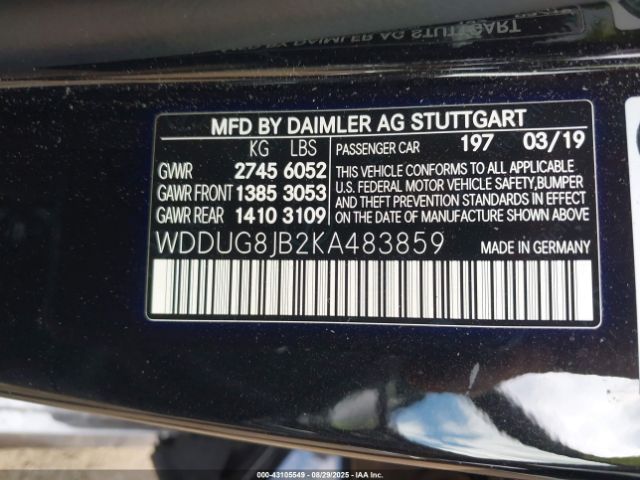 MFD BY DAIMLER AG STUTTGART
KG LBS PASSENGER CAR 197 03/19
GVWR 2745 6052
GAWR FRONT 1385 3053
GAWR REAR 1410 3109
THIS VEHICLE CONFORMS TO ALL APPLICABLE
U.S. FEDERAL MOTOR VEHICLE SAFETY, BUMPER
AND THEFT PREVENTION STANDARDS IN EFFECT
ON THE DATE OF MANUFACTURE SHOWN ABOVE.
WDDUG8JB2KA483859 MADE IN GERMANY
000-43105549 - 08/29/2025 - IAA Inc.